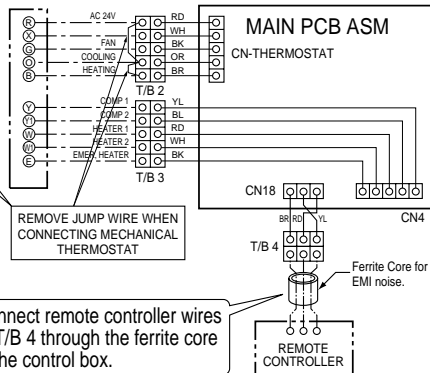 R
X
G
O
B
Y
Y1
W
W1
E
AC 24V
FAN
COOLING
HEATING
COMP 1
COMP 2
HEATER 1
HEATER 2
EMER. HEATER
RD
WH
BK
OR
BR
T/B 2
YL
BL
RD
WH
BK
T/B 3
MAIN PCB ASM
CN-THERMOSTAT
CN18
CN4
BR RD YL
T/B 4
REMOVE JUMP WIRE WHEN
CONNECTING MECHANICAL
THERMOSTAT
Ferrite Core for
EMI noise.
nnect remote controller wires
T/B 4 through the ferrite core
he control box.
REMOTE
CONTROLLER